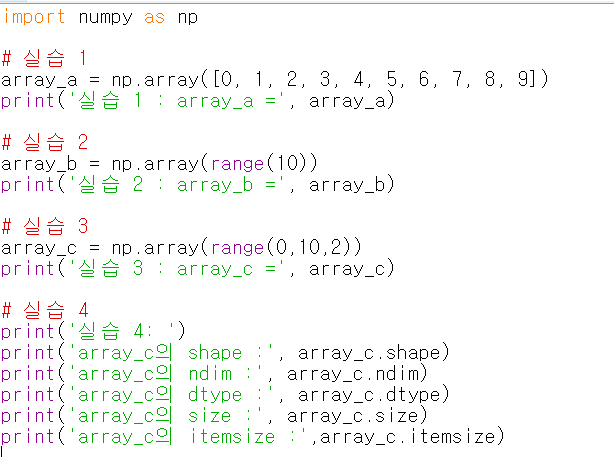 import numpy as np
# 실습 1
array_a = np.array([0, 1, 2, 3, 4, 5, 6, 7, 8, 9])
print('실습 1 : array_a =', array_a)
# 실습 2
array_b = np.array(range(10))
print('실습 2 : array_b =', array_b)
# 실습 3
array_c = np.array(range(0,10,2))
print('실습 3 : array_c =', array_c)
# 실습 4
print('실습 4: ')
print('array_c의 shape :', array_c.shape)
print('array_c의 ndim :', array_c.ndim)
print('array_c의 dtype :', array_c.dtype)
print('array_c의 size :', array_c.size)
print('array_c의 itemsize :',array_c.itemsize)